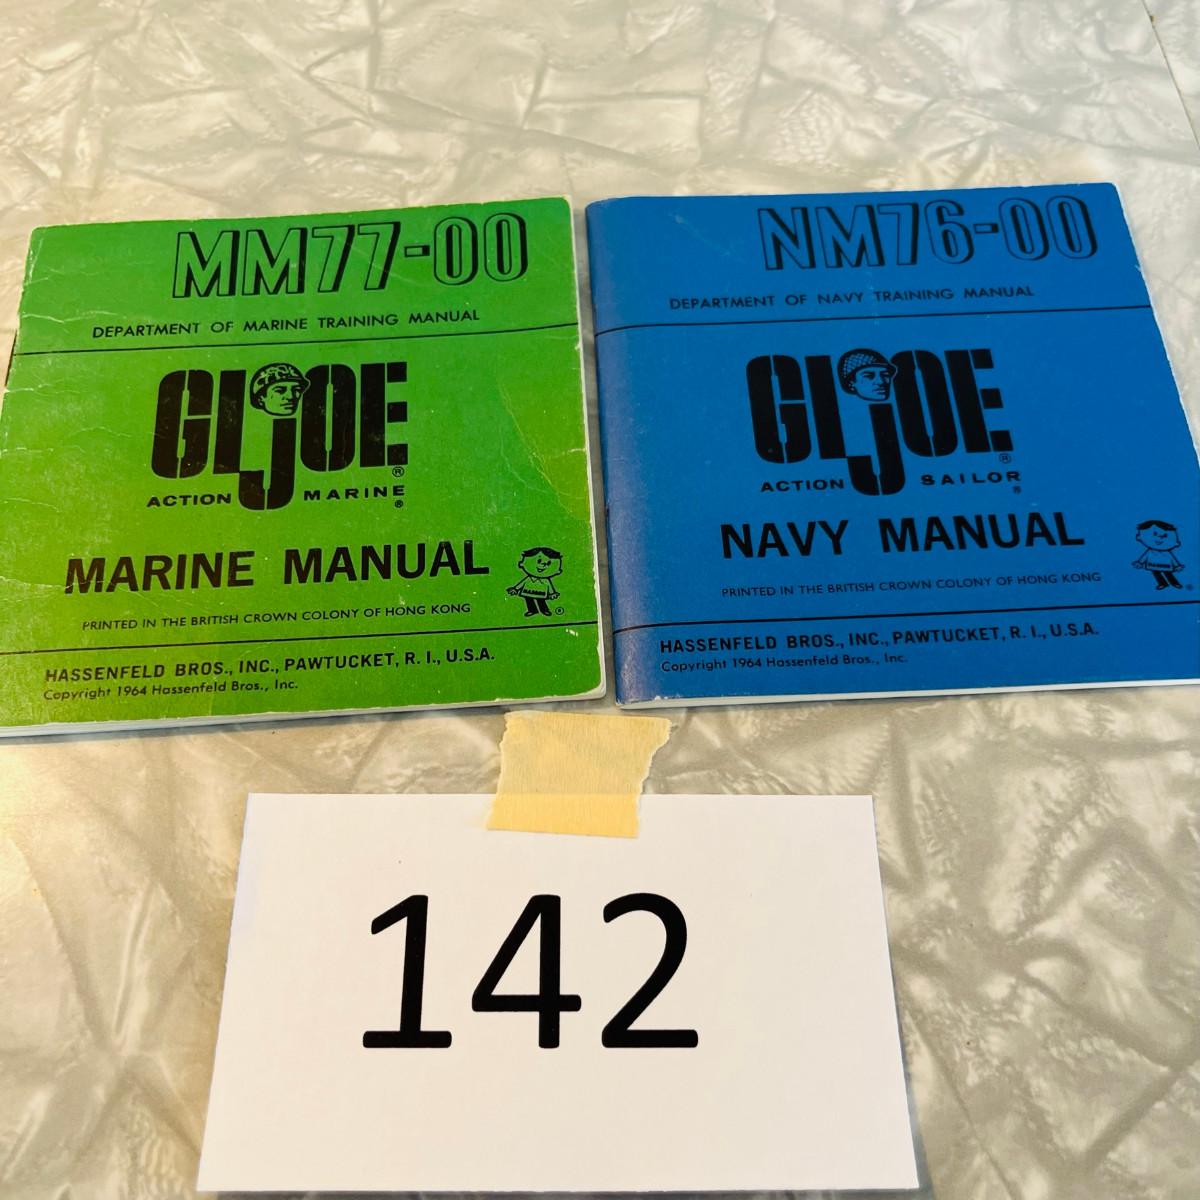 MM77-00
DEPARTMENT OF MARINE TRAINING MANUAL
GI JOE®
ACTION MARINE®
MARINE MANUAL
PRINTED IN THE BRITISH CROWN COLONY OF HONG KONG
HASBRO ®
HASSENFELD BROS., INC., PAWTUCKET, R. I., U.S.A.
Copyright 1964 Hassenfeld Bros., Inc.
NM76-00
DEPARTMENT OF NAVY TRAINING MANUAL
GI JOE®
ACTION SAILOR®
NAVY MANUAL
PRINTED IN THE BRITISH CROWN COLONY OF HONG KONG
HASBRO ®
HASSENFELD BROS., INC., PAWTUCKET, R. I., U.S.A.
Copyright 1964 Hassenfeld Bros., Inc.
142